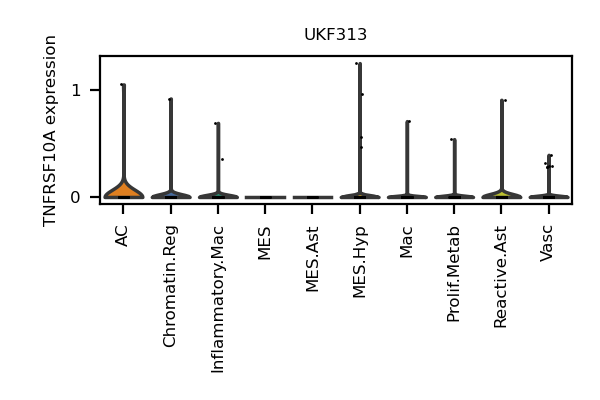 UKF313
TNFRSF10A expression
1
0
AC
Chromatin.Reg
Inflammatory.Mac
MES
MES.Ast
MES.Hyp
Mac
Prolif.Metab
Reactive.Ast
Vasc